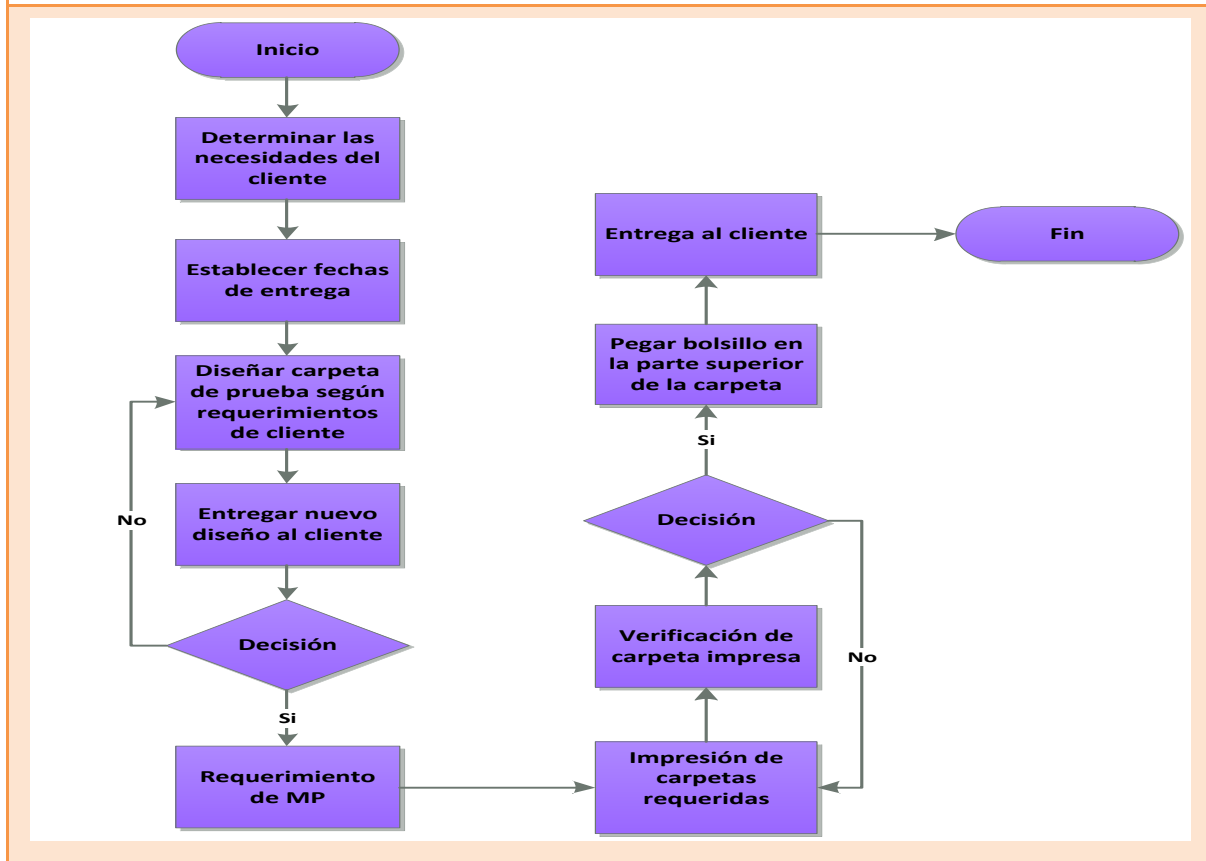 Inicio
Determinar las
necesidades del
cliente
Establecer fechas
de entrega
Diseñar carpeta
de prueba según
requerimientos
de cliente
No
Entregar nuevo
diseño al cliente
Decisión
Si
Requerimiento
de MP
Impresión de
carpetas
requeridas
Verificación de
carpeta impresa
No
Decisión
Si
Pegar bolsillo en
la parte superior
de la carpeta
Entrega al cliente
Fin